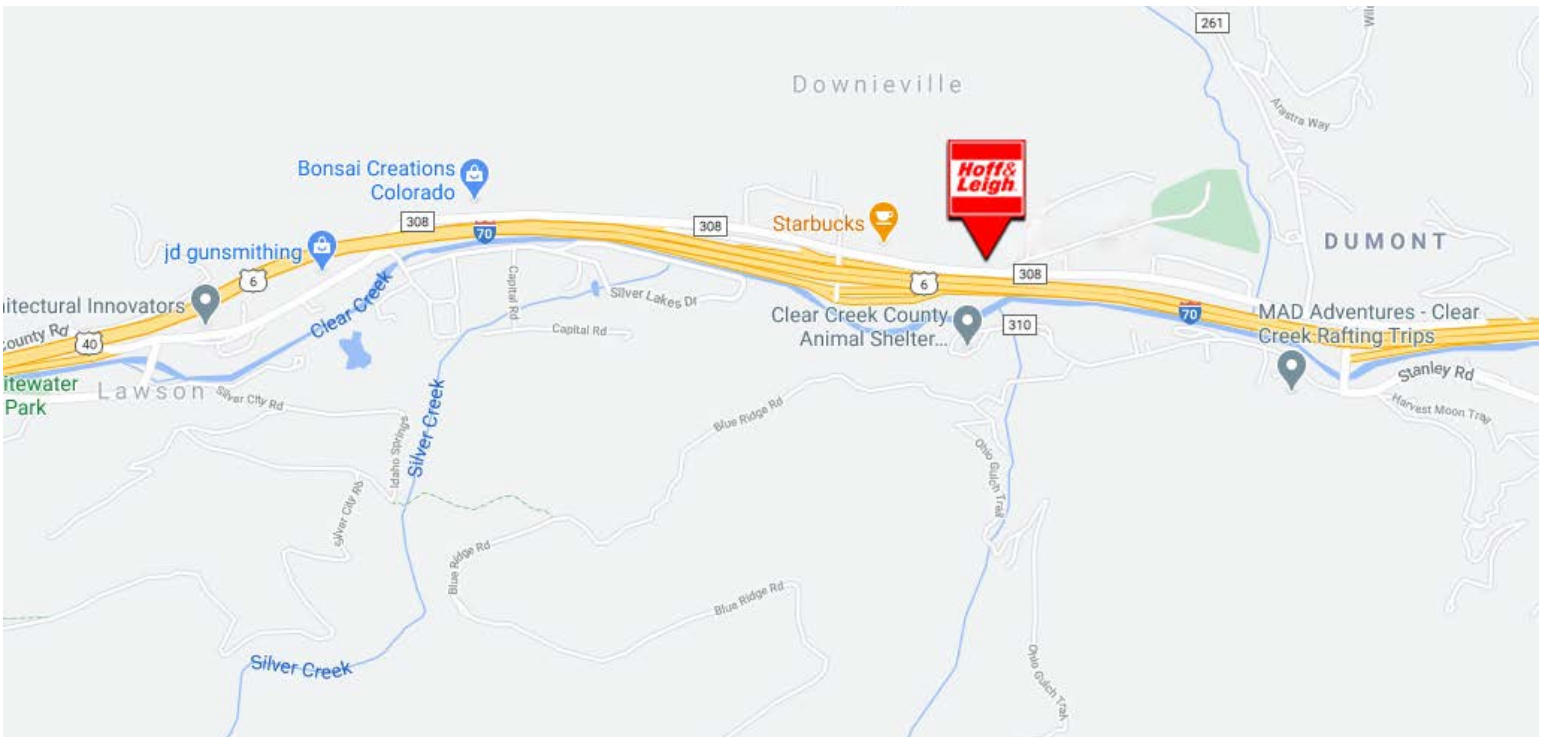 261
Downieville
Arastra Way
Hoff&
Leigh
Bonsai Creations
Colorado
308
70
308
Starbucks
DUMONT
jd gunsmithing
6
6
308
Capital Rd
Silver Lakes Dr
itectural Innovators
Clear Creek
Clear Creek County
Animal Shelter...
310
70
MAD Adventures - Clear
Creek Rafting Trips
ounty Rd
40
Capital Rd
itewater
Park
Lawson
Silver City Rd
Stanley Rd
Harvest Moon Trail
Blue Ridge Rd
Idaho Springs
Silver Creek
Ohio Gulch Trail
Silver City Rd
Blue Ridge Rd
Blue Ridge Rd
Silver Creek
Ohio Gulch Trail